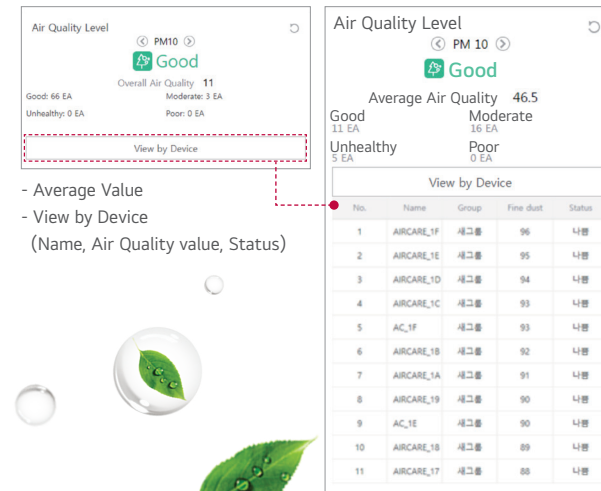 Air Quality Level
PM10
Good
Overall Air Quality 11
Good: 66 EA Moderate: 3 EA
Unhealthy: 0 EA Poor: 0 EA
View by Device
- Average Value
- View by Device
(Name, Air Quality value, Status)
Air Quality Level
PM 10
Good
Average Air Quality 46.5
Good Moderate
11 EA 16 EA
Unhealthy Poor
5 EA 0 EA
View by Device
No. Name Group Fine dust Status
1 AIRCARE_1F 새그룹 96 나쁨
2 AIRCARE_1E 새그룹 95 나쁨
3 AIRCARE_1D 새그룹 94 나쁨
4 AIRCARE_1C 새그룹 93 나쁨
5 AC_1F 새그룹 93 나쁨
6 AIRCARE_1B 새그룹 92 나쁨
7 AIRCARE_1A 새그룹 91 나쁨
8 AIRCARE_19 새그룹 90 나쁨
9 AC_1E 새그룹 90 나쁨
10 AIRCARE_18 새그룹 89 나쁨
11 AIRCARE_17 새그룹 88 나쁨